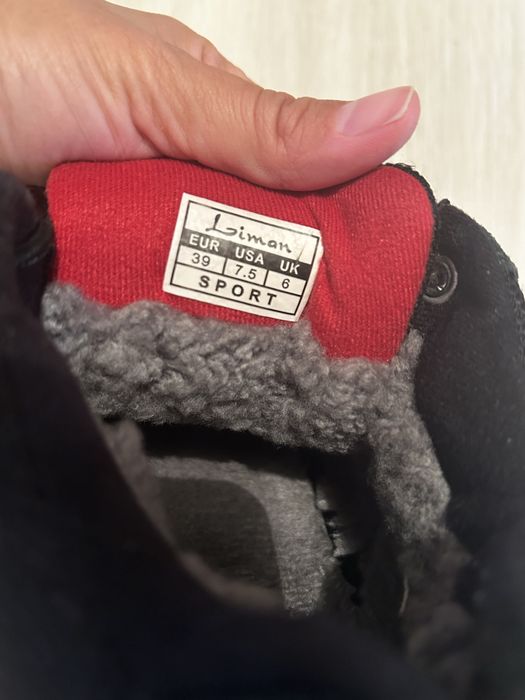 Liman
EUR USA UK
39 7.5 6
SPORT